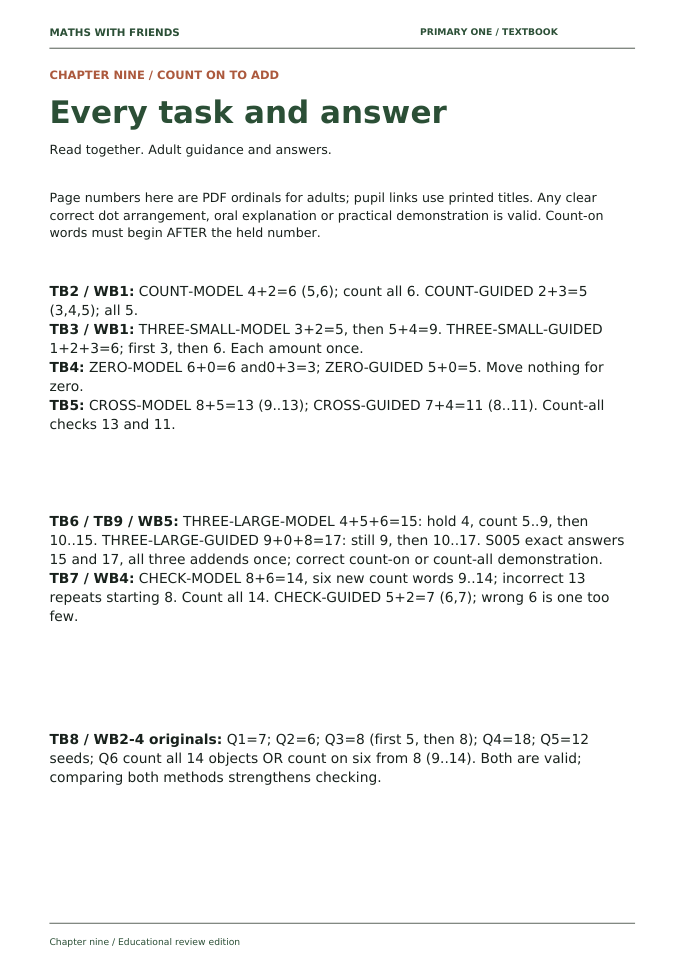 MATHS WITH FRIENDS
PRIMARY ONE / TEXTBOOK
CHAPTER NINE / COUNT ON TO ADD
Every task and answer
Read together. Adult guidance and answers.
Page numbers here are PDF ordinals for adults; pupil links use printed titles. Any clear
correct dot arrangement, oral explanation or practical demonstration is valid. Count-on
words must begin AFTER the held number.
TB2 / WB1: COUNT-MODEL 4+2=6 (5,6); count all 6. COUNT-GUIDED 2+3=5
(3,4,5); all 5.
TB3 / WB1: THREE-SMALL-MODEL 3+2=5, then 5+4=9. THREE-SMALL-GUIDED
1+2+3=6; first 3, then 6. Each amount once.
TB4: ZERO-MODEL 6+0=6 and0+3=3; ZERO-GUIDED 5+0=5. Move nothing for
zero.
TB5: CROSS-MODEL 8+5=13 (9..13); CROSS-GUIDED 7+4=11 (8..11). Count-all
checks 13 and 11.
TB6 / TB9 / WB5: THREE-LARGE-MODEL 4+5+6=15: hold 4, count 5..9, then
10..15. THREE-LARGE-GUIDED 9+0+8=17: still 9, then 10..17. S005 exact answers
15 and 17, all three addends once; correct count-on or count-all demonstration.
TB7 / WB4: CHECK-MODEL 8+6=14, six new count words 9..14; incorrect 13
repeats starting 8. Count all 14. CHECK-GUIDED 5+2=7 (6,7); wrong 6 is one too
few.
TB8 / WB2-4 originals: Q1=7; Q2=6; Q3=8 (first 5, then 8); Q4=18; Q5=12
seeds; Q6 count all 14 objects OR count on six from 8 (9..14). Both are valid;
comparing both methods strengthens checking.
Chapter nine / Educational review edition